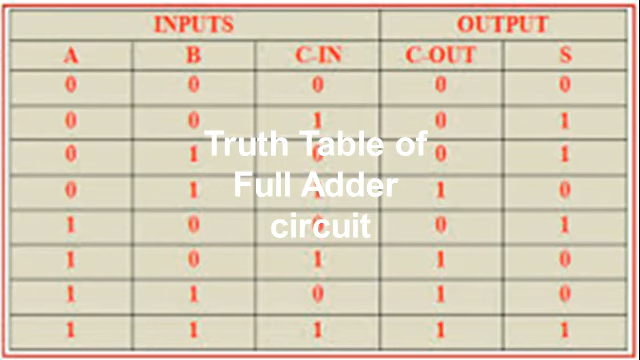 INPUTS OUTPUT
A B C-IN C-OUT S
0 0 0 0 0
0 0 1 0 1
0 1 0 0 1
Truth Table of
0 1 1 1 0
Full Adder
1 0 0 0 1
circuit
1 0 1 1 0
1 1 0 1 0
1 1 1 1 1